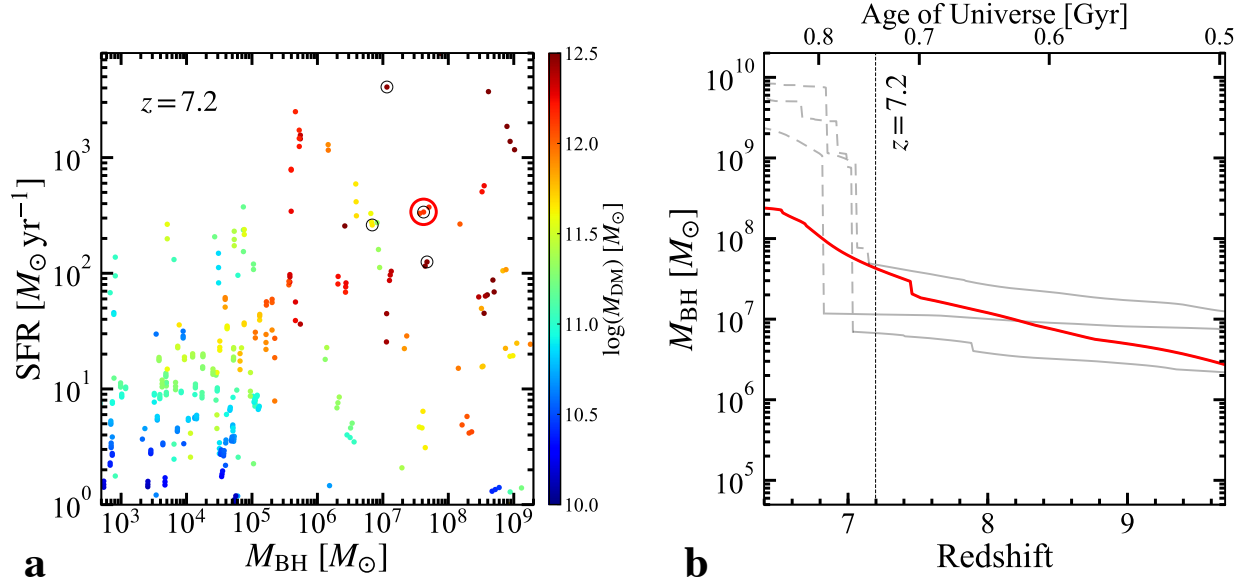 10³
10²
10¹
10⁰
SFR [M⊙ yr⁻¹]
z = 7.2
10³ 10⁴ 10⁵ 10⁶ 10⁷ 10⁸ 10⁹
M_BH [M⊙]
12.5
12.0
11.5
11.0
10.5
10.0
log(M_DM) [M⊙]
a
Age of Universe [Gyr]
0.8 0.7 0.6 0.5
10¹⁰
10⁹
10⁸
10⁷
10⁶
10⁵
M_BH [M⊙]
z = 7.2
7 8 9
Redshift
b